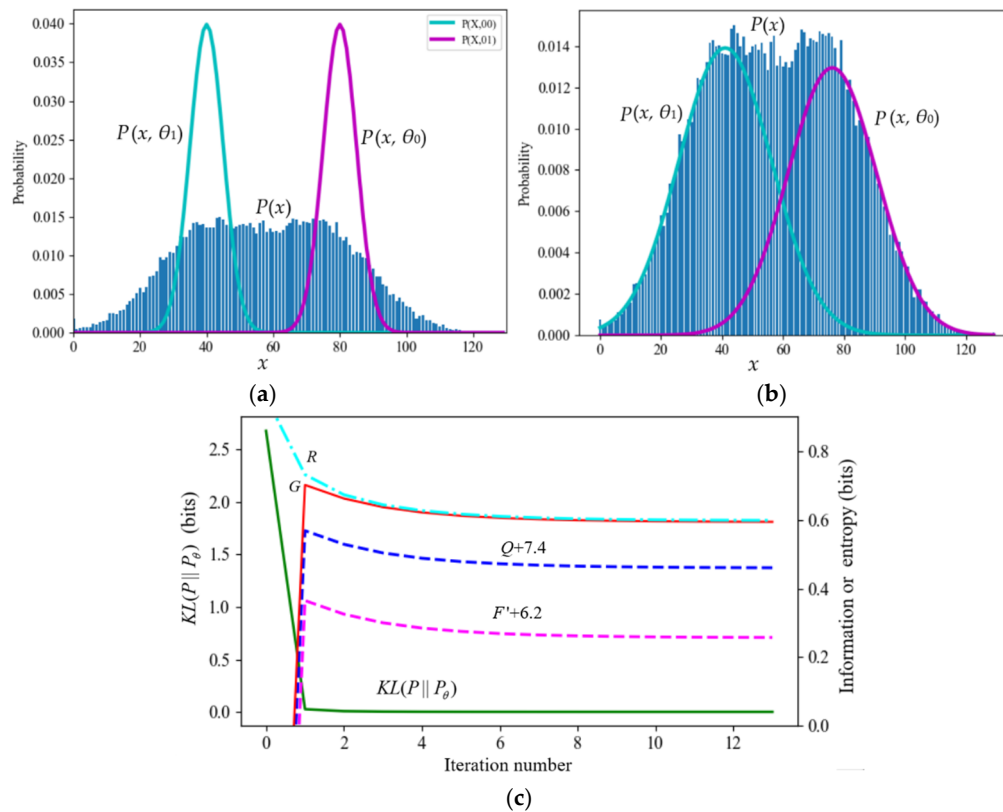 0.040
0.035
0.030
0.025
0.020
0.015
0.010
0.005
0.000
Probability
P(X,00)
P(X,01)
P(x, θ₁)
P(x, θ₀)
P(x)
0 20 40 60 80 100 120
x
(a)
0.014
0.012
0.010
0.008
0.006
0.004
0.002
0.000
Probability
P(x)
P(x, θ₁)
P(x, θ₀)
0 20 40 60 80 100 120
x
(b)
2.5
2.0
1.5
1.0
0.5
0.0
KL(P || Pθ) (bits)
R
G
Q+7.4
F'+6.2
KL(P || Pθ)
0.8
0.6
0.4
0.2
0.0
Information or entropy (bits)
0 2 4 6 8 10 12
Iteration number
(c)